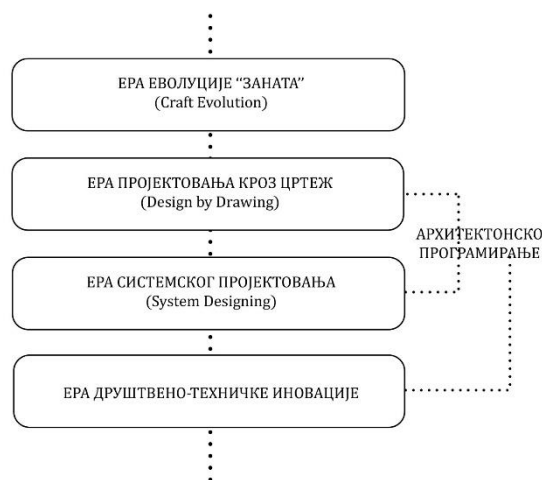 ЕРА ЕВОЛУЦИЈЕ “ЗАНАТА”
(Craft Evolution)
ЕРА ПРОЈЕКТОВАЊА КРОЗ ЦРТЕЖ
(Design by Drawing)
АРХИТЕКТОНСКО
ПРОГРАМИРАЊЕ
ЕРА СИСТЕМСКОГ ПРОЈЕКТОВАЊА
(System Designing)
ЕРА ДРУШТВЕНО-ТЕХНИЧКЕ ИНОВАЦИЈЕ